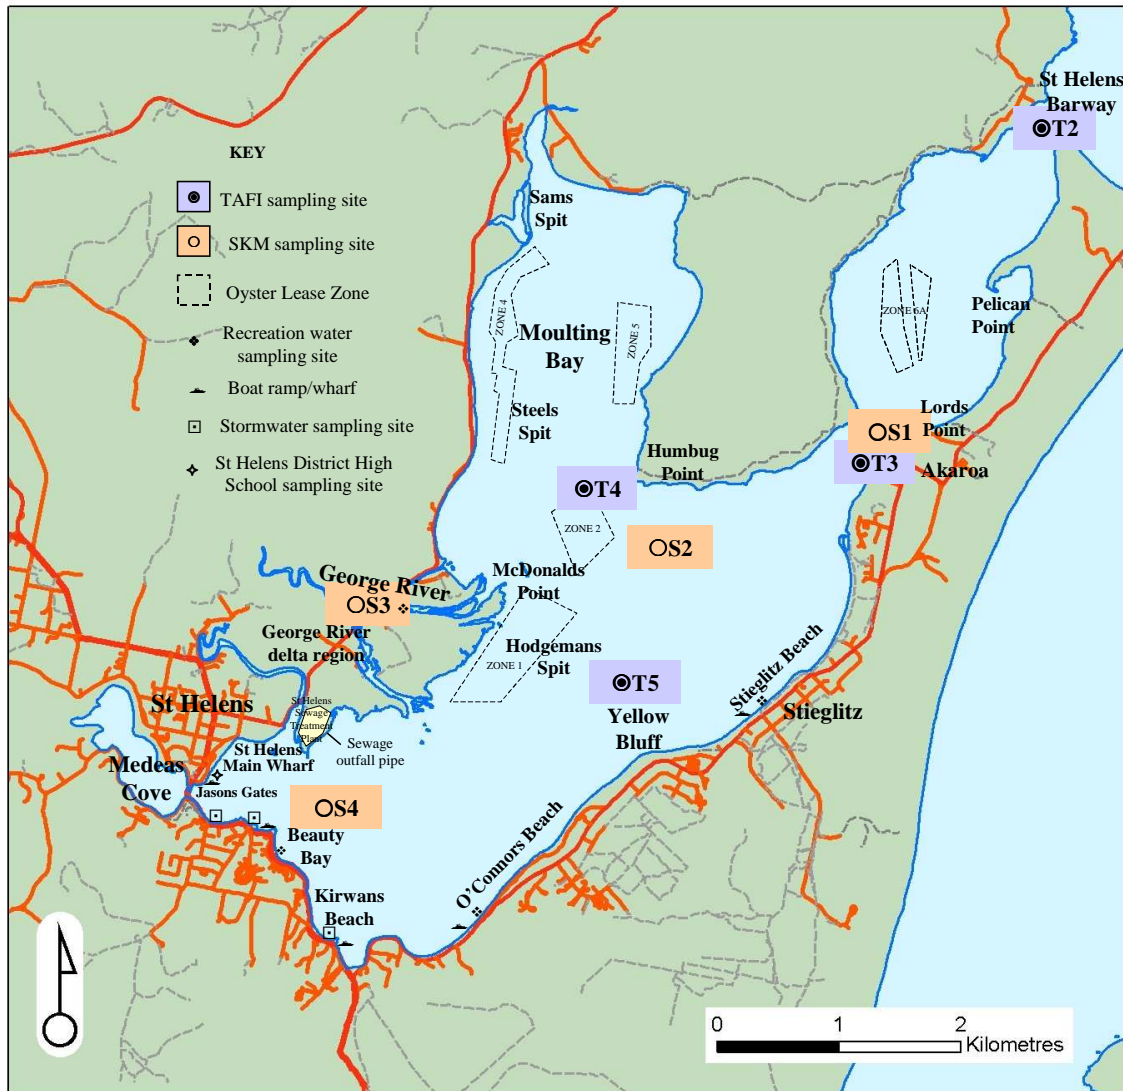 St Helens
Barway
T2
KEY
TAFI sampling site
SKM sampling site
Oyster Lease Zone
Recreation water
sampling site
Boat ramp/wharf
Stormwater sampling site
St Helens District High
School sampling site
Sams
Spit
ZONE 4
Moulting
Bay
ZONE 5
ZONE 6A
Pelican
Point
Steels
Spit
Humbug
Point
S1
Lords
Point
T3
Akaroa
T4
ZONE 2
S2
McDonalds
Point
George River
S3
George River
delta region
Hodgemans
Spit
ZONE 1
T5
Yellow
Bluff
Stieglitz Beach
Stieglitz
St Helens
St Helens
Sewage
Treatment
Plant
Sewage
outfall pipe
St Helens
Main Wharf
Medeas
Cove
Jasons Gates
S4
Beauty
Bay
O'Connors Beach
Kirwans
Beach
0 1 2
Kilometres